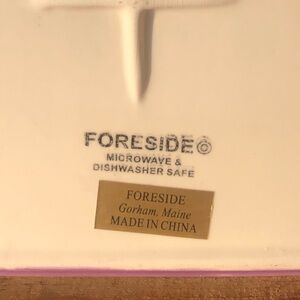 FORESIDE©
MICROWAVE &
DISHWASHER SAFE
FORESIDE
Gorham, Maine
MADE IN CHINA